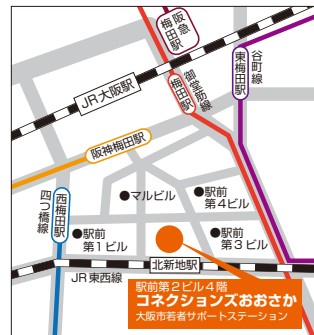 阪急
梅田駅
谷町線
東梅田駅
御堂筋線
梅田駅
JR大阪駅
阪神梅田駅
西梅田駅
四つ橋線
●マルビル
●駅前
第4ビル
●駅前
第1ビル
●駅前
第3ビル
北新地駅
JR東西線
駅前第2ビル4階
コネクションズおおさか
大阪市若者サポートステーション